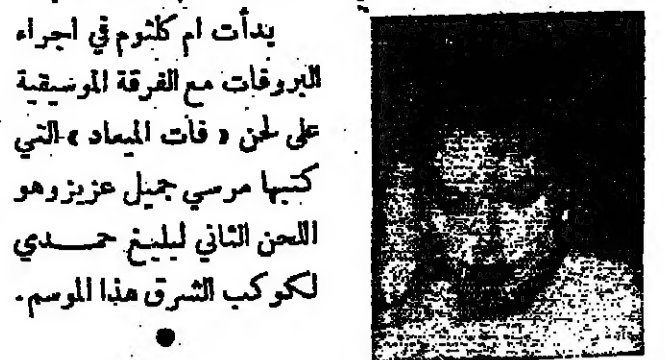 بدأت ام كلثوم في اجراء
البروفات مع الفرقة الموسيقية
على لحن « فات الميعاد » التي
كتبها مرسي جميل عزيز وهو
اللحن الثاني لبليغ حمـــدي
لكوكب الشرق هذا الموسم.